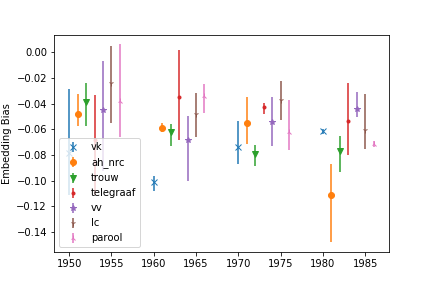 0.00
−0.02
−0.04
−0.06
−0.08
−0.10
−0.12
−0.14
Embedding Bias
vk
ah_nrc
trouw
telegraaf
vv
lc
parool
1950 1955 1960 1965 1970 1975 1980 1985